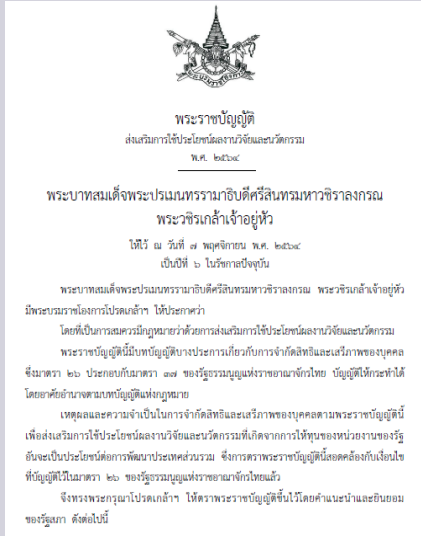 พระราชบัญญัติ
ส่งเสริมการใช้ประโยชน์ผลงานวิจัยและนวัตกรรม
พ.ศ. ๒๕๖๔
พระบาทสมเด็จพระปรเมนทรรามาธิบดีศรีสินทรมหาวชิราลงกรณ
พระวชิรเกล้าเจ้าอยู่หัว
ให้ไว้ ณ วันที่ ๗ พฤศจิกายน พ.ศ. ๒๕๖๔
เป็นปีที่ ๖ ในรัชกาลปัจจุบัน
พระบาทสมเด็จพระปรเมนทรรามาธิบดีศรีสินทรมหาวชิราลงกรณ พระวชิรเกล้าเจ้าอยู่หัว
มีพระบรมราชโองการโปรดเกล้าฯ ให้ประกาศว่า
โดยที่เป็นการสมควรมีกฎหมายว่าด้วยการส่งเสริมการใช้ประโยชน์ผลงานวิจัยและนวัตกรรม
พระราชบัญญัตินี้มีบทบัญญัติบางประการเกี่ยวกับการจำกัดสิทธิและเสรีภาพของบุคคล
ซึ่งมาตรา ๒๖ ประกอบกับมาตรา ๓๗ ของรัฐธรรมนูญแห่งราชอาณาจักรไทย บัญญัติให้กระทำได้
โดยอาศัยอำนาจตามบทบัญญัติแห่งกฎหมาย
เหตุผลและความจำเป็นในการจำกัดสิทธิและเสรีภาพของบุคคลตามพระราชบัญญัตินี้
เพื่อส่งเสริมการใช้ประโยชน์ผลงานวิจัยและนวัตกรรมที่เกิดจากการให้ทุนของหน่วยงานของรัฐ
อันจะเป็นประโยชน์ต่อการพัฒนาประเทศส่วนรวม ซึ่งการตราพระราชบัญญัตินี้สอดคล้องกับเงื่อนไข
ที่บัญญัติไว้ในมาตรา ๒๖ ของรัฐธรรมนูญแห่งราชอาณาจักรไทยแล้ว
จึงทรงพระกรุณาโปรดเกล้าฯ ให้ตราพระราชบัญญัติขึ้นไว้โดยคำแนะนำและยินยอม
ของรัฐสภา ดังต่อไปนี้